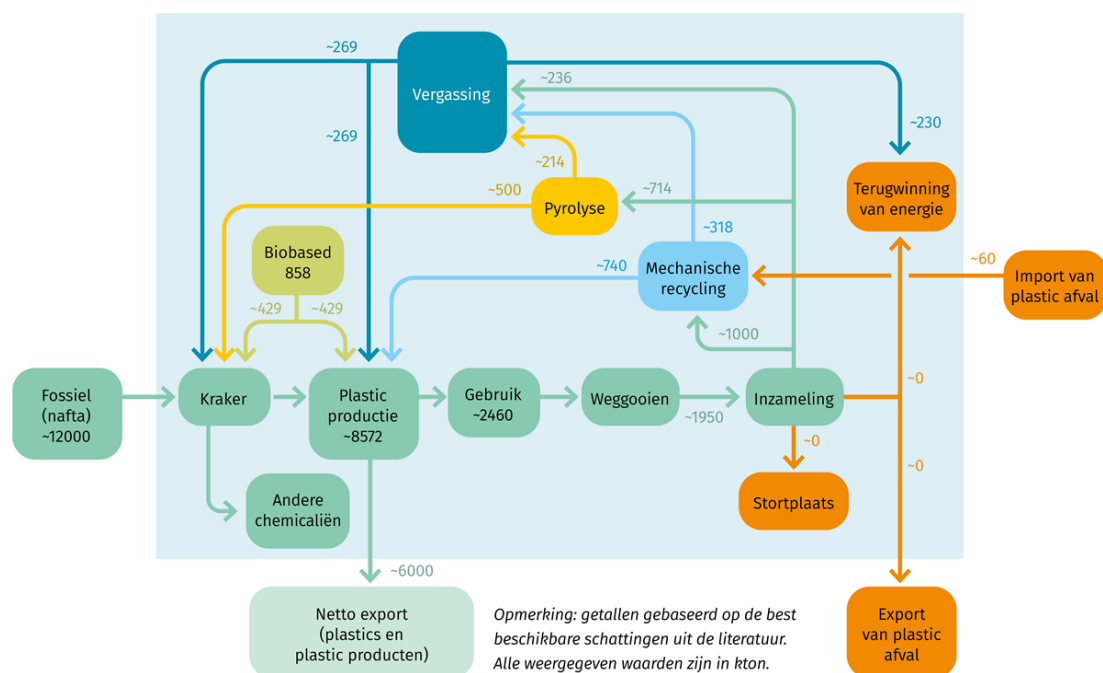 ~269
Vergassing
~236
~269
~230
~214
Terugwinning
van energie
~500
Pyrolyse
~714
~318
Biobased
858
~740
Mechanische
recycling
~60
Import van
plastic afval
~429
~429
~1000
Fossiel
(nafta)
~12000
Kraker
Plastic
productie
~8572
Gebruik
~2460
Weggooien
~1950
Inzameling
~0
~0
~0
Andere
chemicaliën
Stortplaats
~6000
Netto export
(plastics en
plastic producten)
Opmerking: getallen gebaseerd op de best
beschikbare schattingen uit de literatuur.
Alle weergegeven waarden zijn in kton.
Export
van plastic
afval